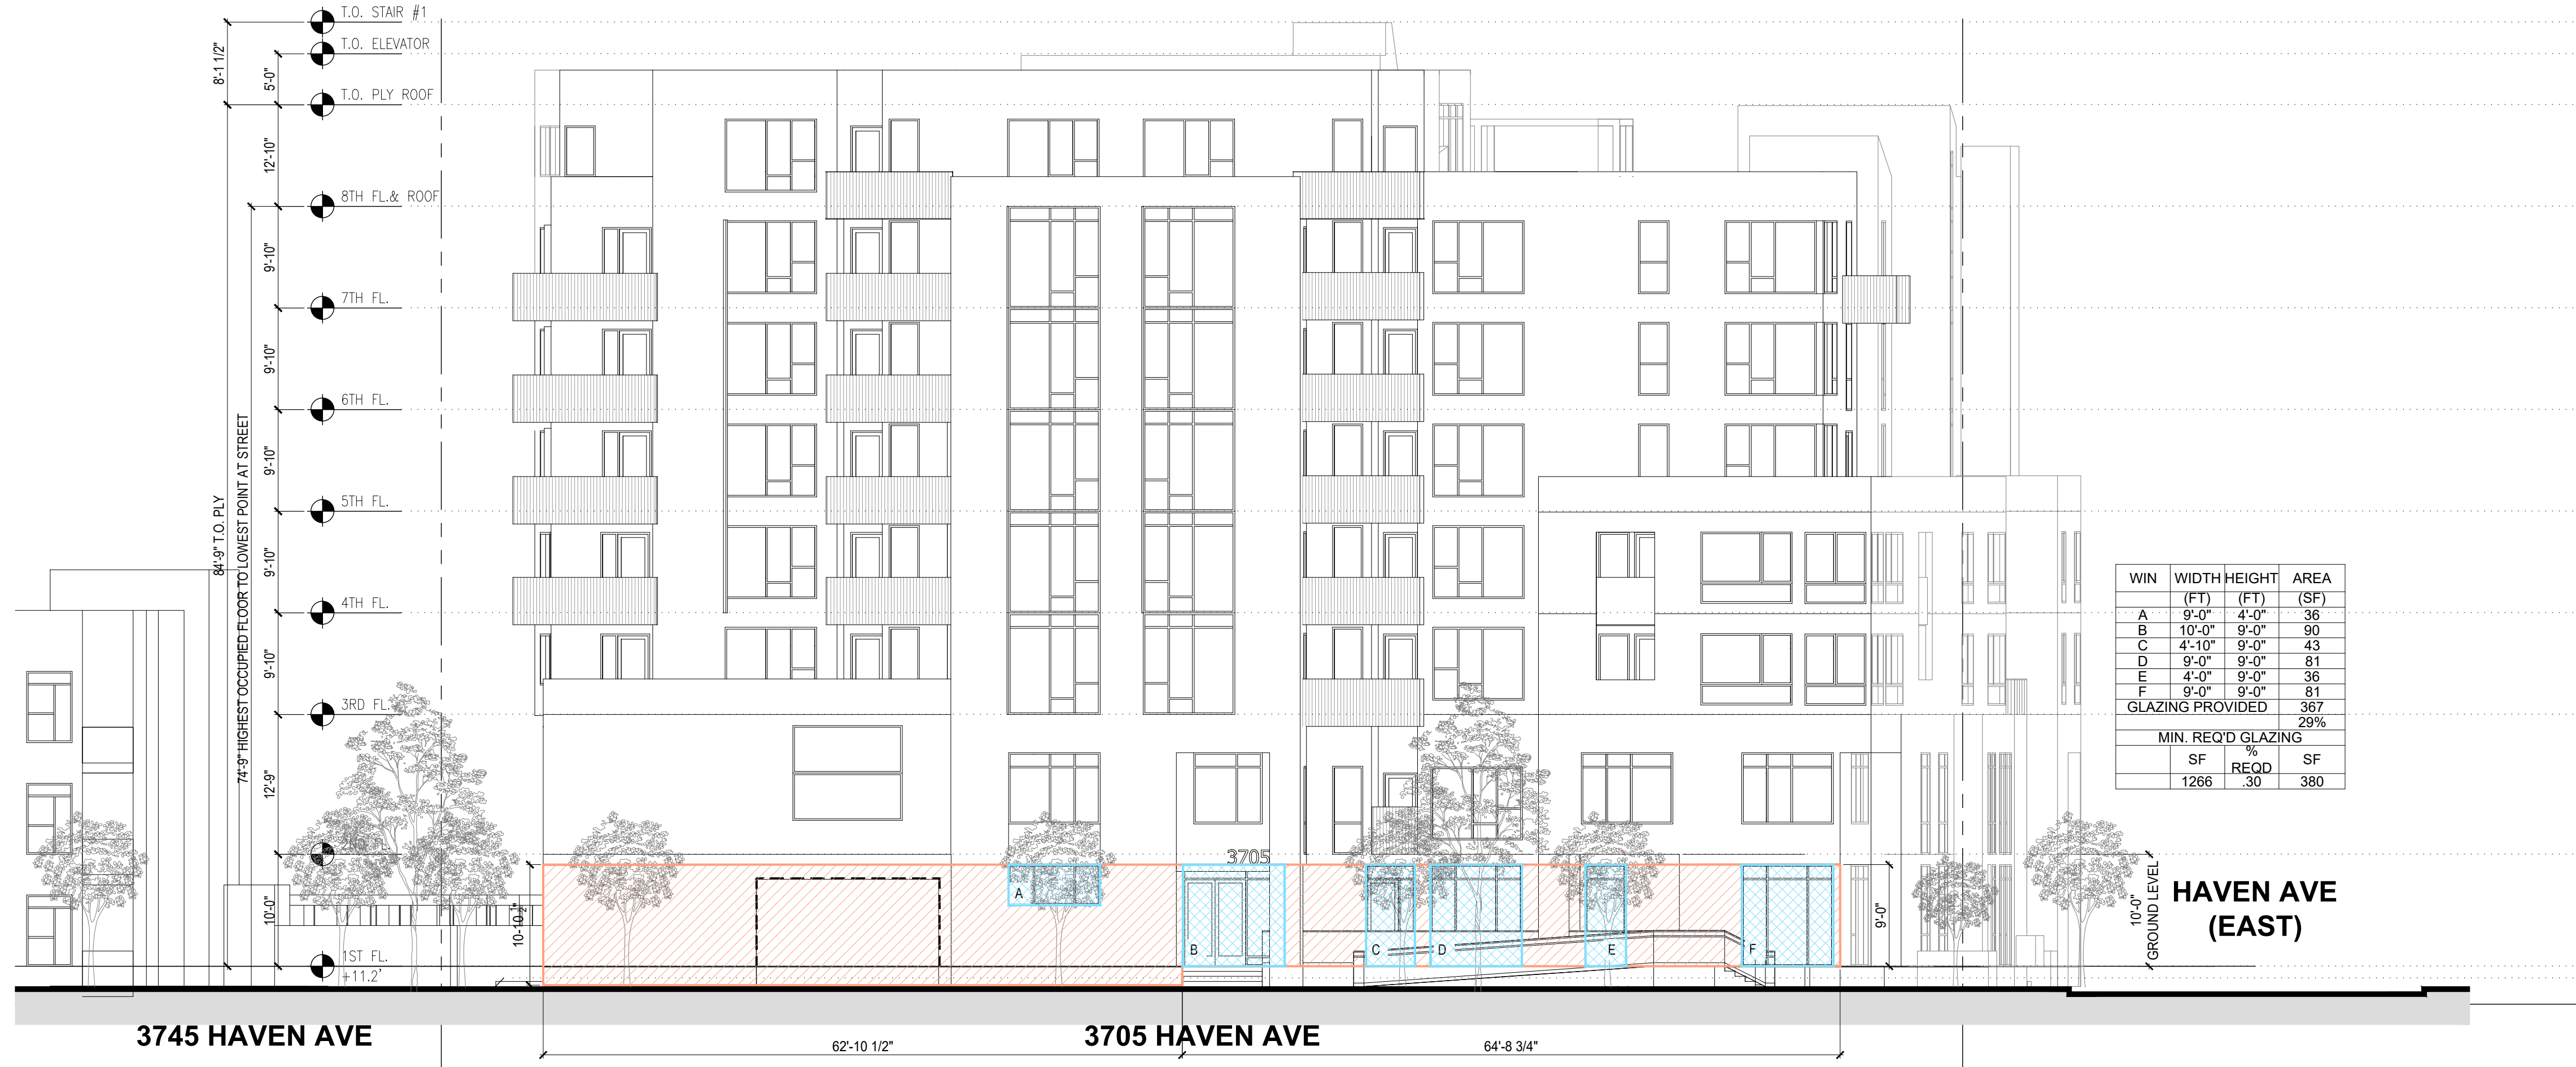 T.O. STAIR #1
T.O. ELEVATOR
T.O. PLY ROOF
8TH FL.& ROOF
7TH FL.
6TH FL.
5TH FL.
4TH FL.
3RD FL.
1ST FL.
+11.2'
8'-1 1/2"
5'-0"
12'-10"
9'-10"
9'-10"
9'-10"
9'-10"
9'-10"
12'-9"
10'-0"
84'-9" T.O. PLY
74'-9" HIGHEST OCCUPIED FLOOR TO LOWEST POINT AT STREET
3705
A
B
C
D
E
F
9'-0"
10'-0"
GROUND LEVEL
HAVEN AVE
(EAST)
WIN WIDTH HEIGHT AREA
(FT) (FT) (SF)
A 9'-0" 4'-0" 36
B 10'-0" 9'-0" 90
C 4'-10" 9'-0" 43
D 9'-0" 9'-0" 81
E 4'-0" 9'-0" 36
F 9'-0" 9'-0" 81
GLAZING PROVIDED 367
29%
MIN. REQ'D GLAZING
SF % REQD SF
1266 .30 380
3745 HAVEN AVE
3705 HAVEN AVE
62'-10 1/2"
64'-8 3/4"